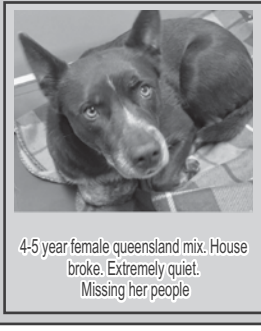 4-5 year female queensland mix. House
broke. Extremely quiet.
Missing her people